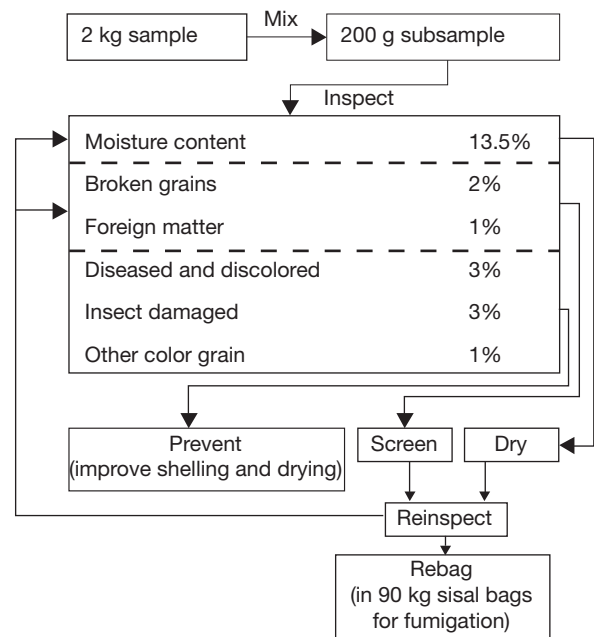 2 kg sample
Mix
200 g subsample
Inspect
Moisture content 13.5%
Broken grains 2%
Foreign matter 1%
Diseased and discolored 3%
Insect damaged 3%
Other color grain 1%
Prevent
(improve shelling and drying)
Screen
Dry
Reinspect
Rebag
(in 90 kg sisal bags
for fumigation)